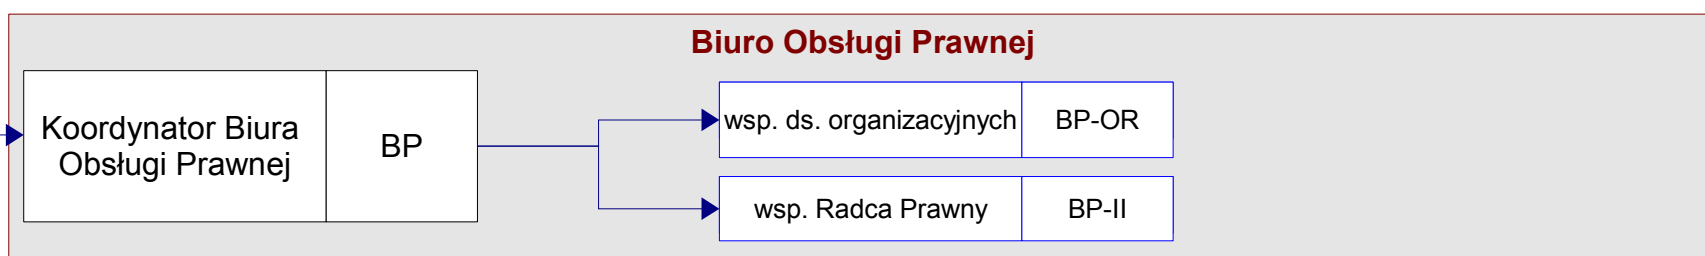 Biuro Obsługi Prawnej
Koordynator Biura
Obsługi Prawnej
BP
wsp. ds. organizacyjnych
BP-OR
wsp. Radca Prawny
BP-II